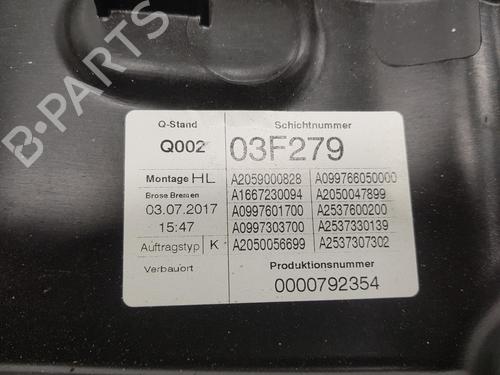 B-PARTS
Q-Stand Schichtnummer
Q002 03F279
Montage HL A2059000828 A099766050000
Brose Bremen A1667230094 A2050047899
03.07.2017 A0997601700 A2537600200
15:47 A0997303700 A2537330139
Auftragstyp K A2050056699 A2537307302
Verbauort Produktionsnummer
0000792354